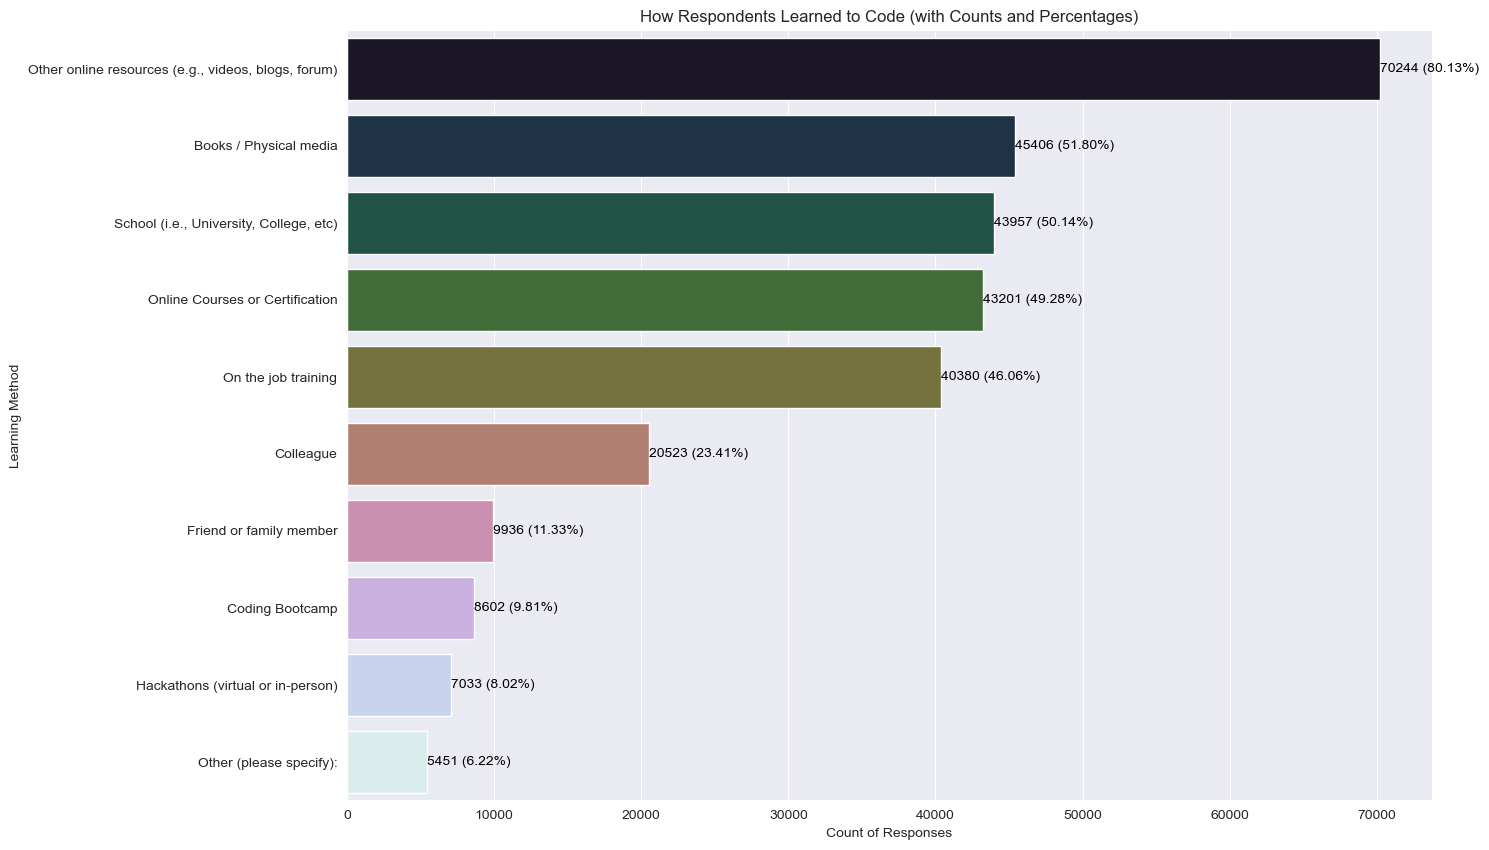 How Respondents Learned to Code (with Counts and Percentages)
Learning Method
Other online resources (e.g., videos, blogs, forum)
70244 (80.13%)
Books / Physical media
45406 (51.80%)
School (i.e., University, College, etc)
43957 (50.14%)
Online Courses or Certification
43201 (49.28%)
On the job training
40380 (46.06%)
Colleague
20523 (23.41%)
Friend or family member
9936 (11.33%)
Coding Bootcamp
8602 (9.81%)
Hackathons (virtual or in-person)
7033 (8.02%)
Other (please specify):
5451 (6.22%)
0 10000 20000 30000 40000 50000 60000 70000
Count of Responses